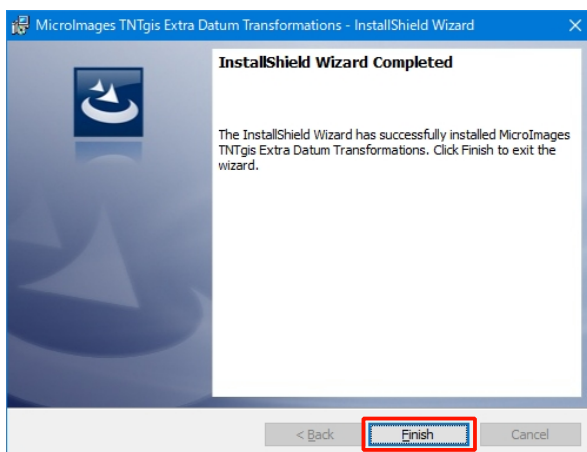 MicroImages TNTgis Extra Datum Transformations - InstallShield Wizard
InstallShield Wizard Completed
The InstallShield Wizard has successfully installed MicroImages
TNTgis Extra Datum Transformations. Click Finish to exit the
wizard.
< Back
Finish
Cancel